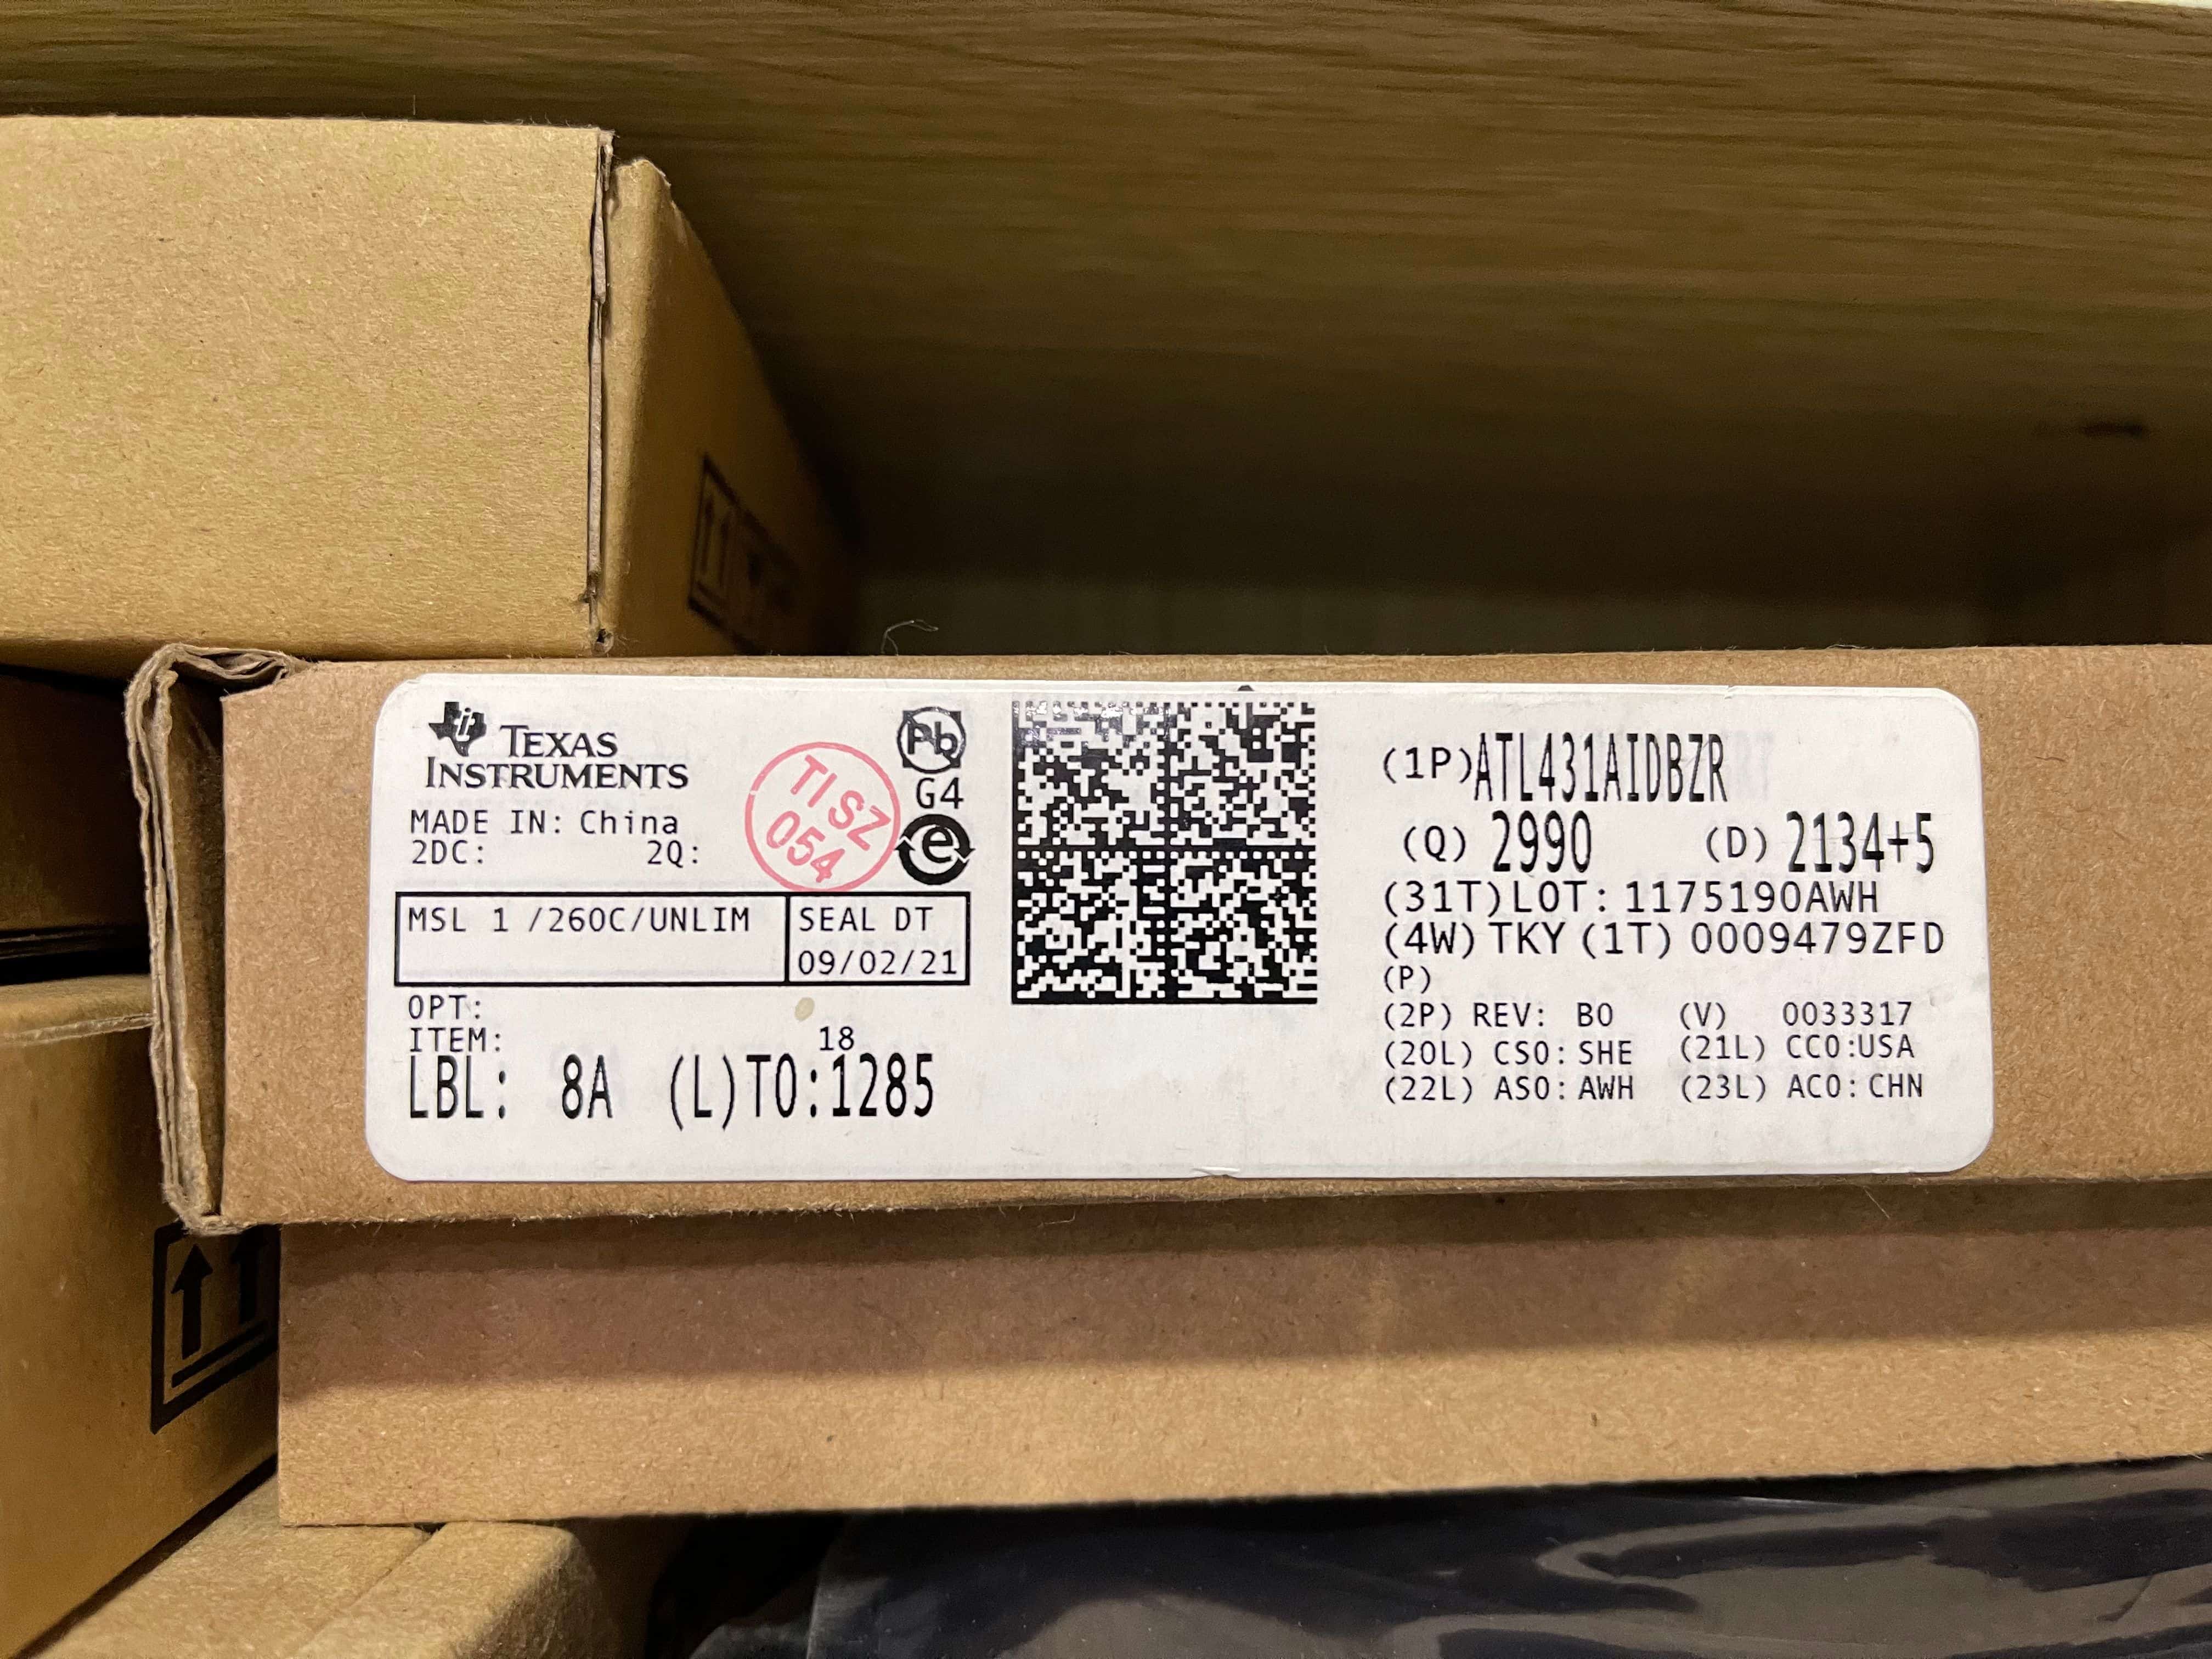 TEXAS
INSTRUMENTS
MADE IN: China
2DC: 2Q:
TI SZ
054
Pb
G4
e
MSL 1 /260C/UNLIM
SEAL DT
09/02/21
OPT:
ITEM:
18
LBL: 8A (L)TO:1285
(1P)ATL431AIDBZR
(Q) 2990 (D) 2134+5
(31T)LOT: 1175190AWH
(4W) TKY (1T) 0009479ZFD
(P)
(2P) REV: B0 (V) 0033317
(20L) CSO: SHE (21L) CCO:USA
(22L) ASO: AWH (23L) ACO: CHN